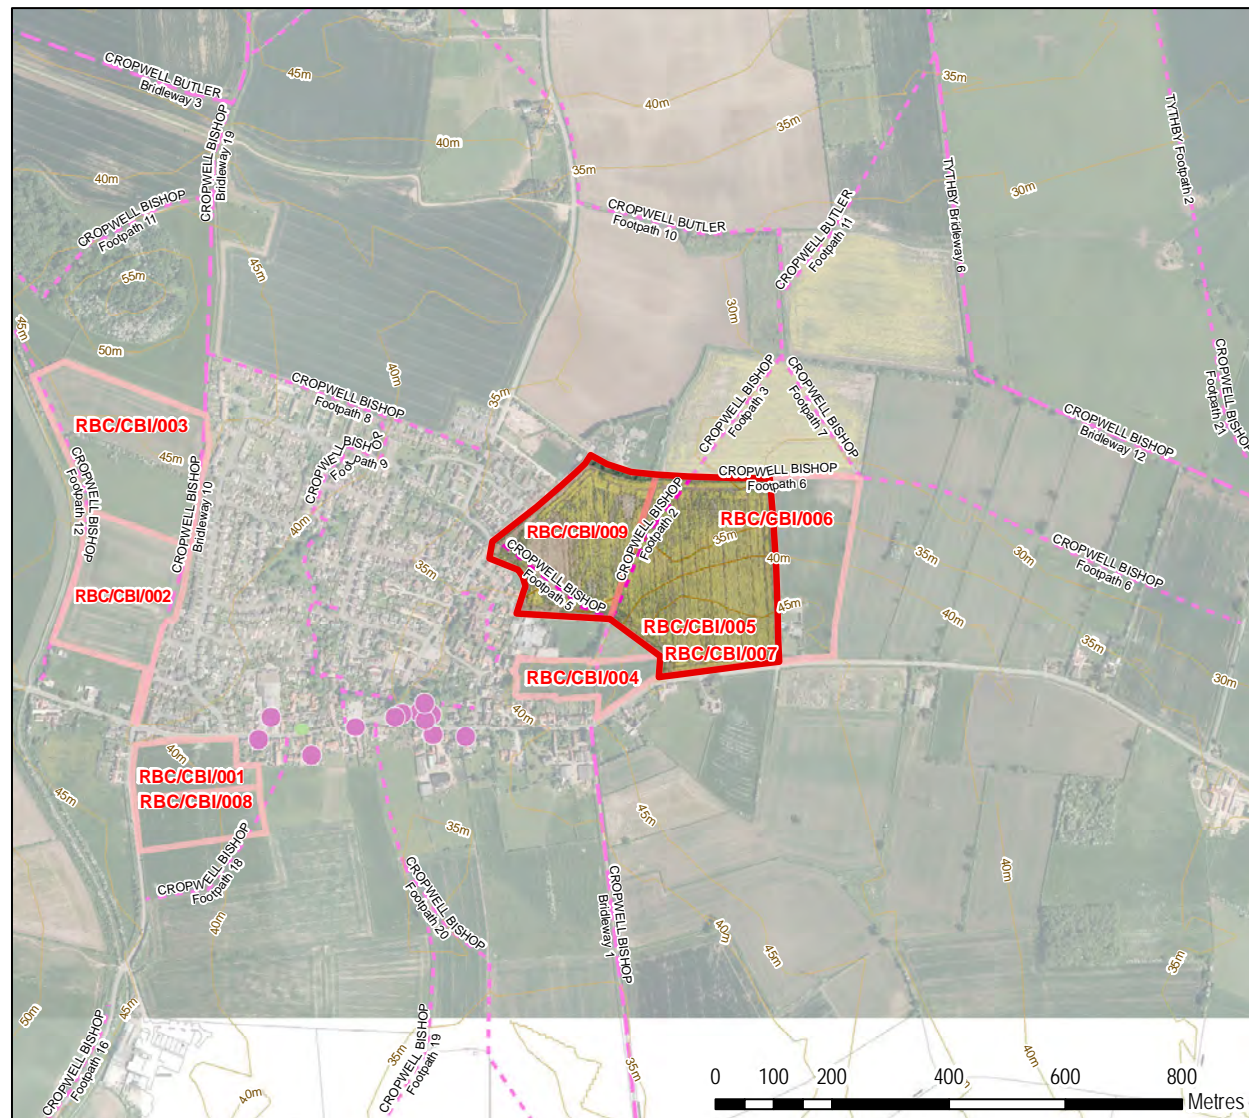 CROPWELL BUTLER
Bridleway 3
45m
35m
CROPWELL BISHOP
Bridleway 19
40m
40m
35m
TYTHBY Footpath 2
40m
35m
40m
CROPWELL BISHOP
Footpath 11
CROPWELL BUTLER
Footpath 10
CROPWELL BUTLER
Footpath 11
TYTHBY Bridleway 6
30m
55m
45m
30m
45m
50m
40m
35m
CROPWELL BISHOP
Footpath 8
CROPWELL BISHOP
Footpath 3
CROPWELL BISHOP
Footpath 7
CROPWELL BISHOP
Footpath 21
CROPWELL BISHOP
Bridleway 12
RBC/CBI/003
45m
CROPWELL BISHOP
Footpath 9
CROPWELL BISHOP
Footpath 6
CROPWELL BISHOP
Footpath 12
CROPWELL BISHOP
Bridleway 10
40m
RBC/CBI/009
CROPWELL BISHOP
Footpath 2
RBC/CBI/006
35m
40m
35m
30m
CROPWELL BISHOP
Footpath 6
35m
CROPWELL BISHOP
Footpath 5
RBC/CBI/002
45m
40m
35m
RBC/CBI/005
RBC/CBI/007
RBC/CBI/004
30m
40m
40m
RBC/CBI/001
45m
RBC/CBI/008
45m
35m
CROPWELL BISHOP
Footpath 18
CROPWELL BISHOP
Footpath 20
CROPWELL BISHOP
Bridleway 1
40m
40m
40m
45m
35m
50m
45m
CROPWELL BISHOP
Footpath 16
CROPWELL BISHOP
Footpath 19
35m
40m
35m
40m
0 100 200 400 600 800
Metres